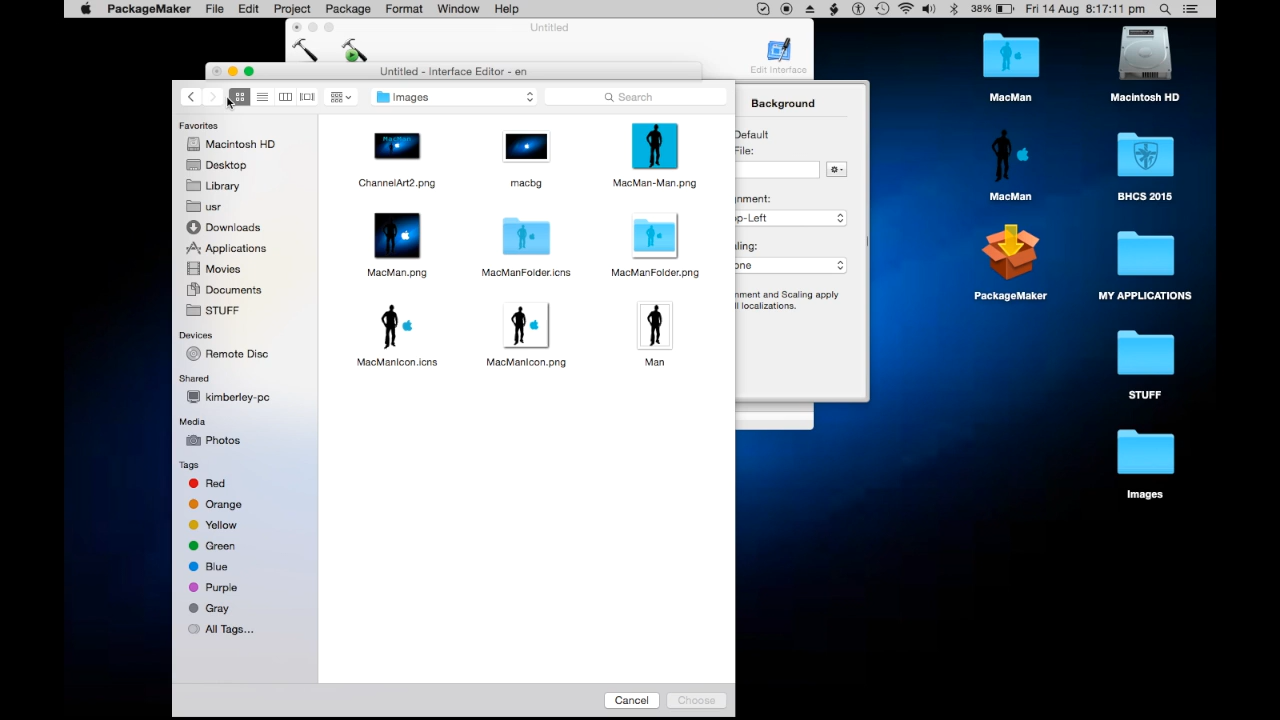 PackageMaker File Edit Project Package Format Window Help 38% Fri 14 Aug 8:17:11 pm
Untitled
Edit Interface
Untitled - Interface Editor - en
Images
Search
Favorites
Macintosh HD
Desktop
Library
usr
Downloads
Applications
Movies
Documents
STUFF
Devices
Remote Disc
Shared
kimberley-pc
Media
Photos
Tags
Red
Orange
Yellow
Green
Blue
Purple
Gray
All Tags...
ChannelArt2.png
macbg
MacMan-Man.png
MacMan.png
MacManFolder.icns
MacManFolder.png
MacManIcon.icns
MacManIcon.png
Man
Cancel
Choose
Background
Default
File:
nment:
op-Left
aling:
one
nment and Scaling apply
ll localizations.
MacMan
Macintosh HD
MacMan
BHCS 2015
PackageMaker
MY APPLICATIONS
STUFF
Images